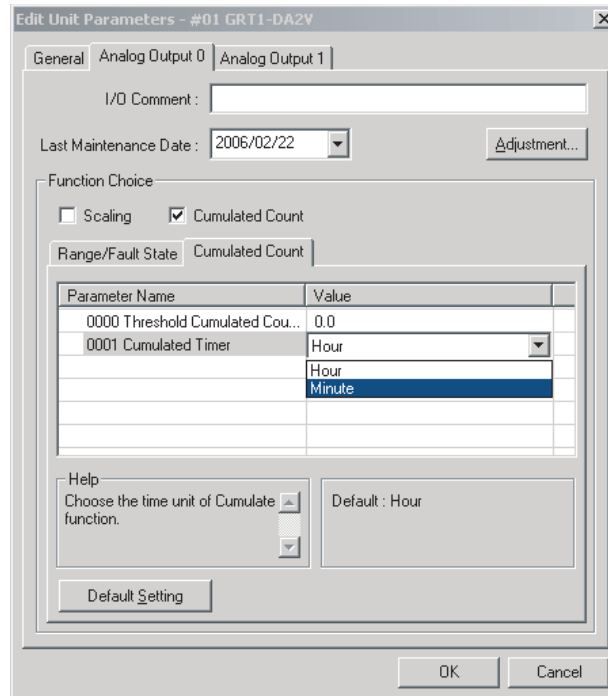 Edit Unit Parameters - #01 GRT1-DA2V
General Analog Output 0 Analog Output 1
I/O Comment :
Last Maintenance Date : 2006/02/22 Adjustment...
Function Choice
Scaling Cumulated Count
Range/Fault State Cumulated Count
Parameter Name Value
0000 Threshold Cumulated Cou... 0.0
0001 Cumulated Timer Hour
Hour
Minute
Help
Choose the time unit of Cumulate
function.
Default : Hour
Default Setting
OK Cancel